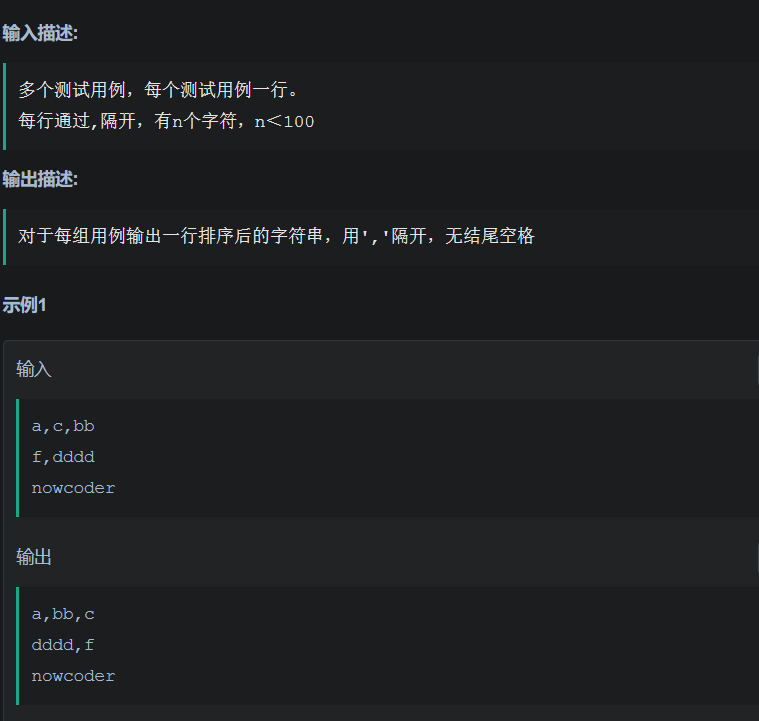 输入描述:
多个测试用例，每个测试用例一行。
每行通过,隔开，有n个字符，n＜100
输出描述:
对于每组用例输出一行排序后的字符串，用','隔开，无结尾空格
示例1
输入
a,c,bb
f,dddd
nowcoder
输出
a,bb,c
dddd,f
nowcoder